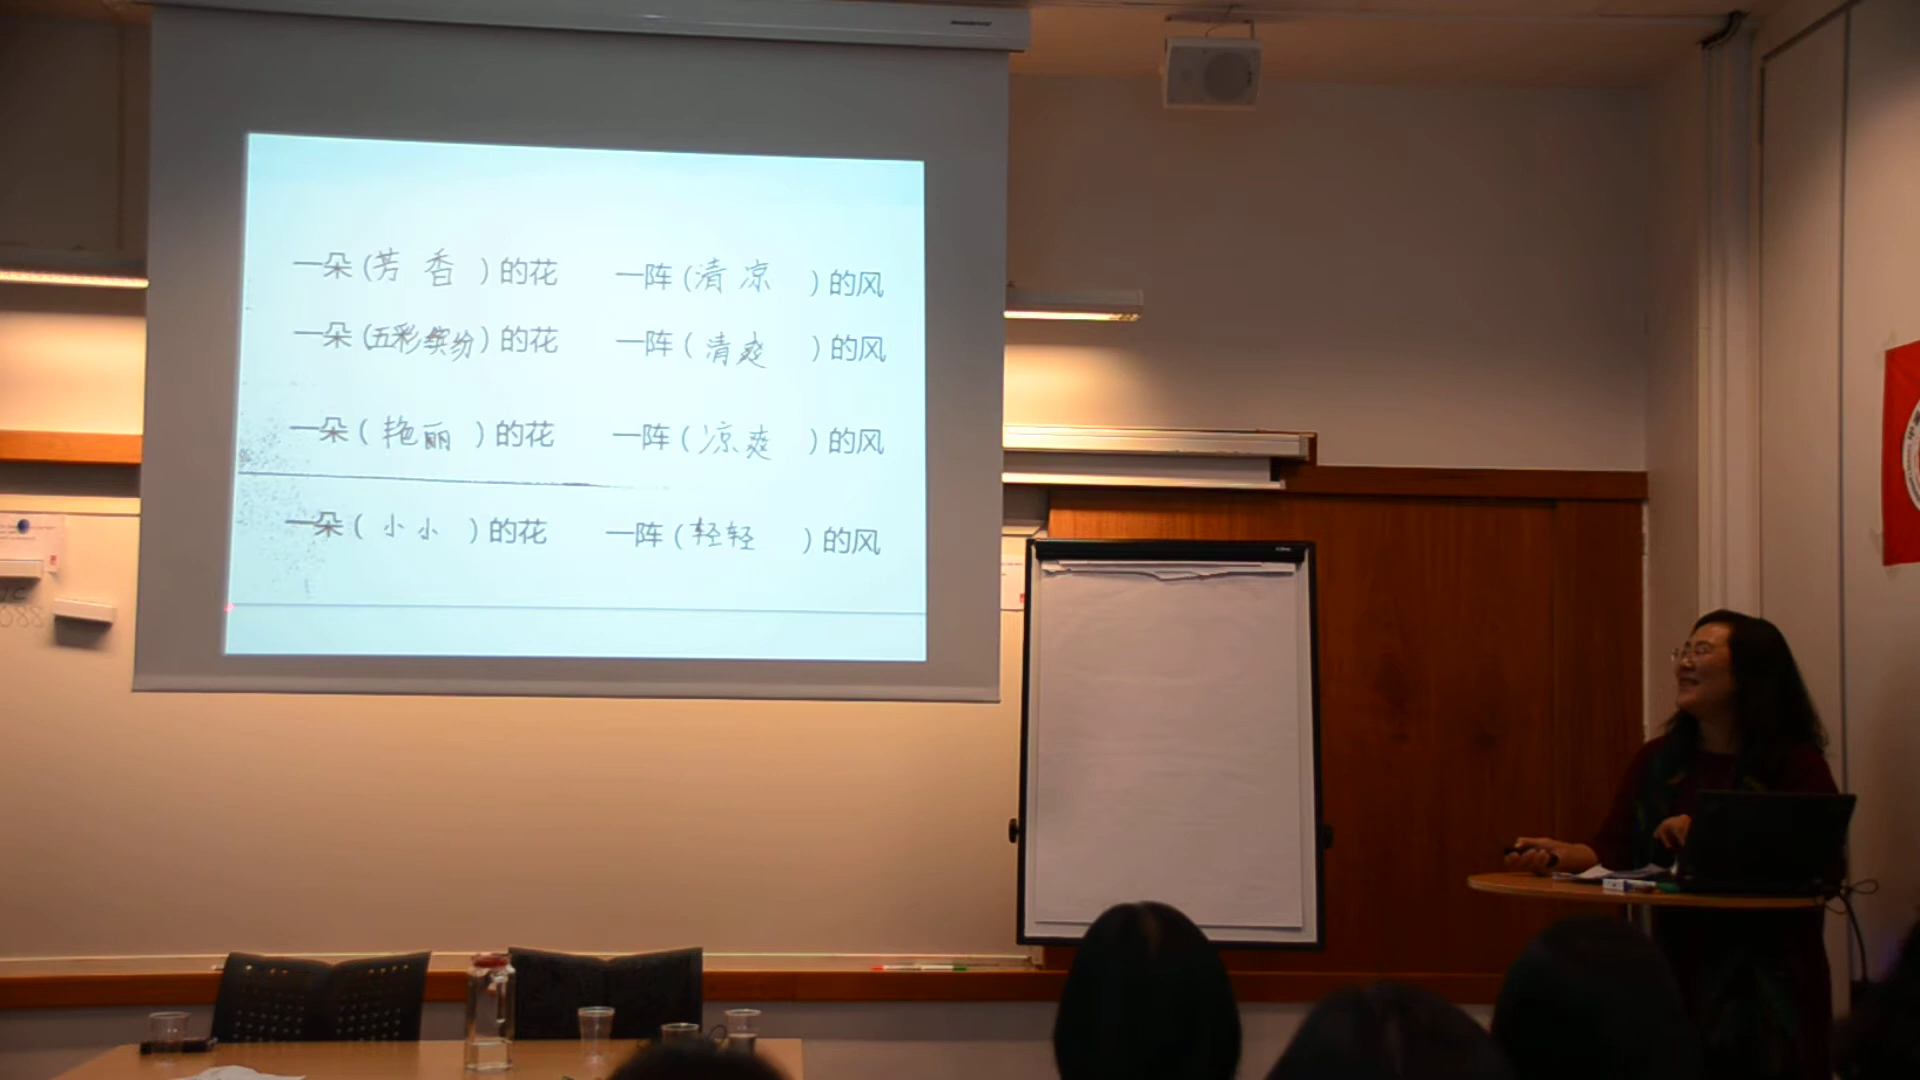 一朵(芳香)的花 一阵(清凉)的风
一朵(五彩缤纷)的花 一阵(清爽)的风
一朵(艳丽)的花 一阵(凉爽)的风
一朵(小小)的花 一阵(轻轻)的风